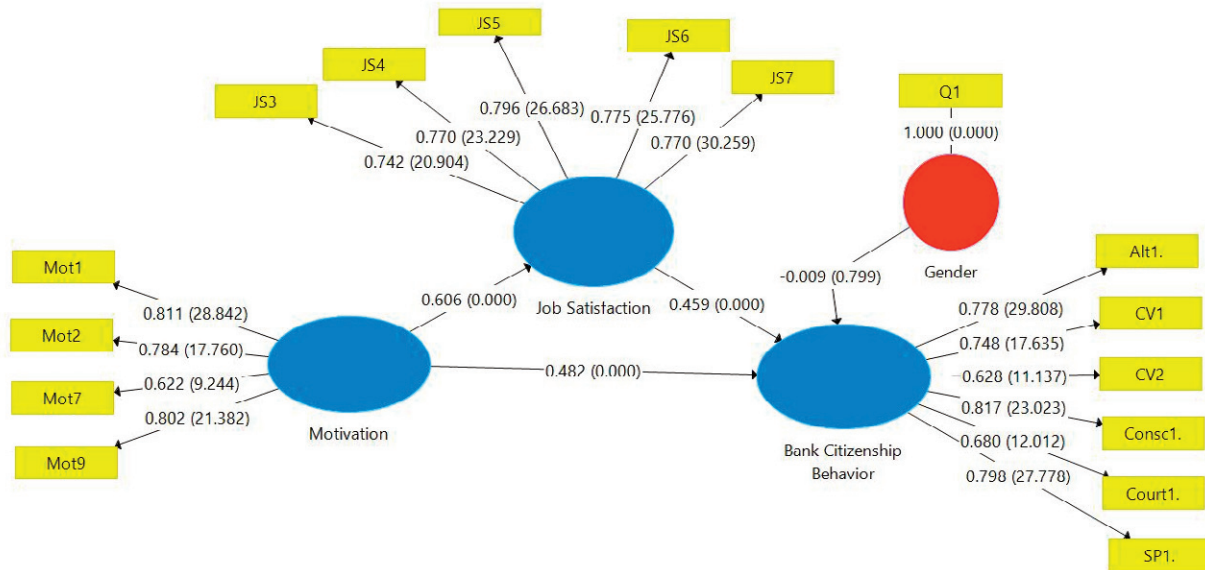 JS5
JS6
JS4
JS7
JS3
Q1
0.796 (26.683)
0.775 (25.776)
0.770 (23.229)
0.770 (30.259)
0.742 (20.904)
1.000 (0.000)
Mot1
Mot2
Mot7
Mot9
0.811 (28.842)
0.784 (17.760)
0.622 (9.244)
0.802 (21.382)
Motivation
0.606 (0.000)
Job Satisfaction
0.459 (0.000)
-0.009 (0.799)
Gender
0.482 (0.000)
Bank Citizenship
Behavior
0.778 (29.808)
0.748 (17.635)
0.628 (11.137)
0.817 (23.023)
0.680 (12.012)
0.798 (27.778)
Alt1.
CV1
CV2
Consc1.
Court1.
SP1.